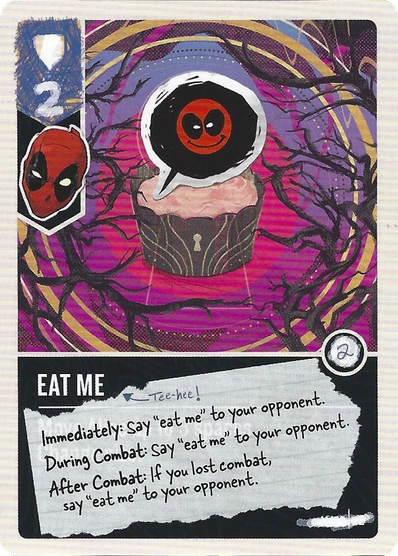 2
2
EAT ME
Tee-hee!
Immediately: Say "eat me" to your opponent.
During Combat: Say "eat me" to your opponent.
After Combat: If you lost combat,
say "eat me" to your opponent.